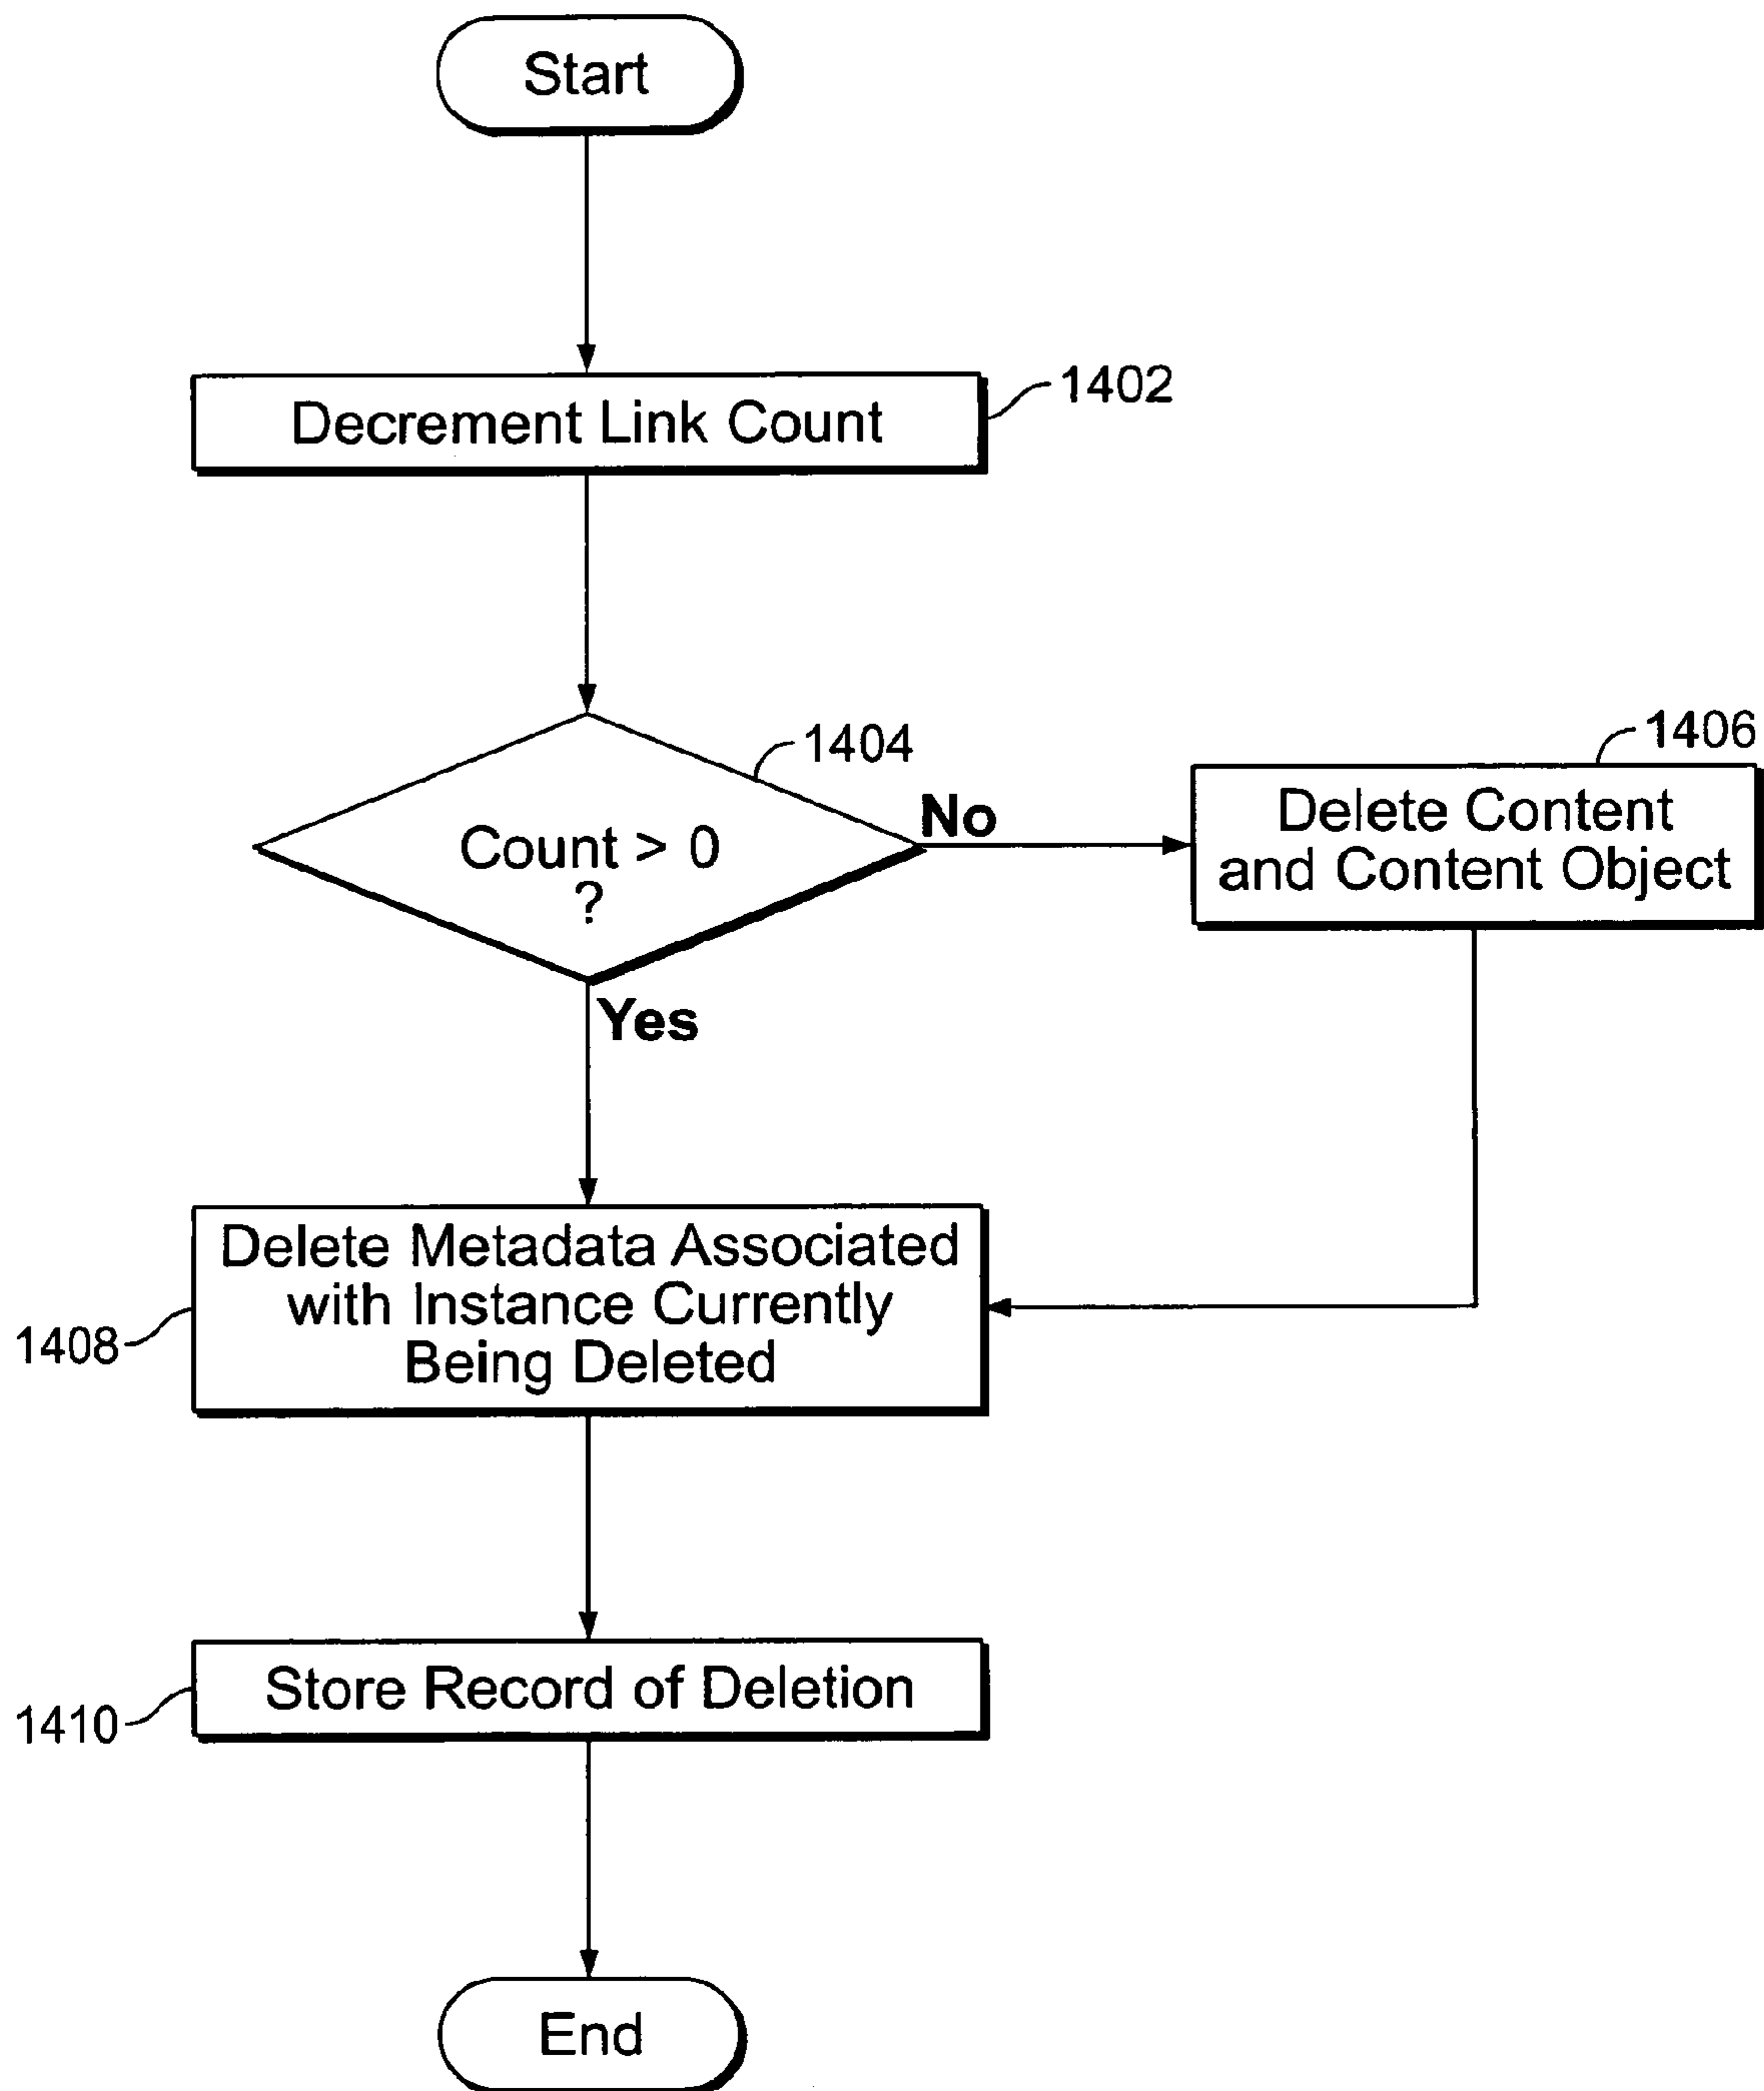 Start
Decrement Link Count
1402
1404
Count > 0
?
No
Yes
1406
Delete Content
and Content Object
Delete Metadata Associated
with Instance Currently
Being Deleted
1408
Store Record of Deletion
1410
End